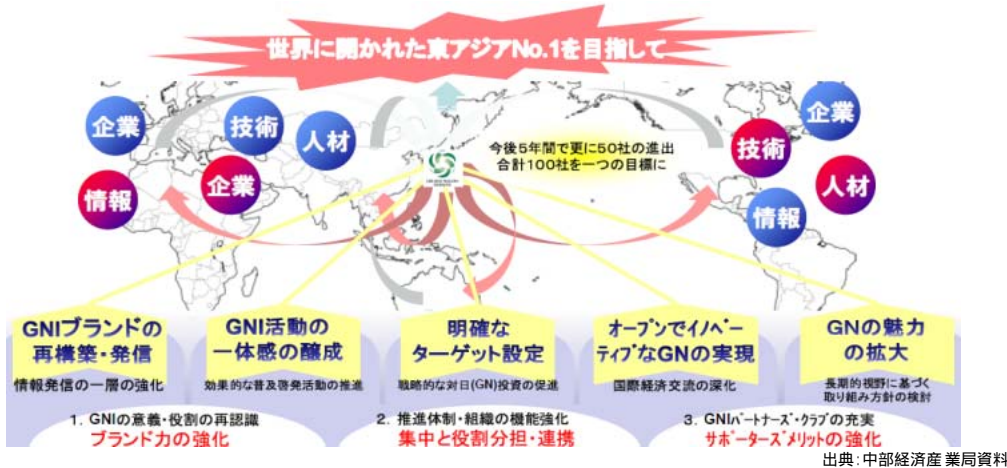 世界に開かれた東アジアNo.1を目指して
企業
技術
人材
情報
企業
今後5年間で更に50社の進出
合計100社を一つの目標に
企業
技術
人材
情報
GNIブランドの
再構築・発信
情報発信の一層の強化
GNI活動の
一体感の醸成
効果的な普及啓発活動の推進
明確な
ターゲット設定
戦略的な対日(GN)投資の促進
オープンでイノベー
ティブなGNの実現
国際経済交流の深化
GNの魅力
の拡大
長期的視野に基づく
取り組み方針の検討
1．GNIの意義・役割の再認識
ブランド力の強化
2．推進体制・組織の機能強化
集中と役割分担・連携
3．GNIパートナーズ・クラブの充実
サポーターズメリットの強化
出典：中部経済産業局資料